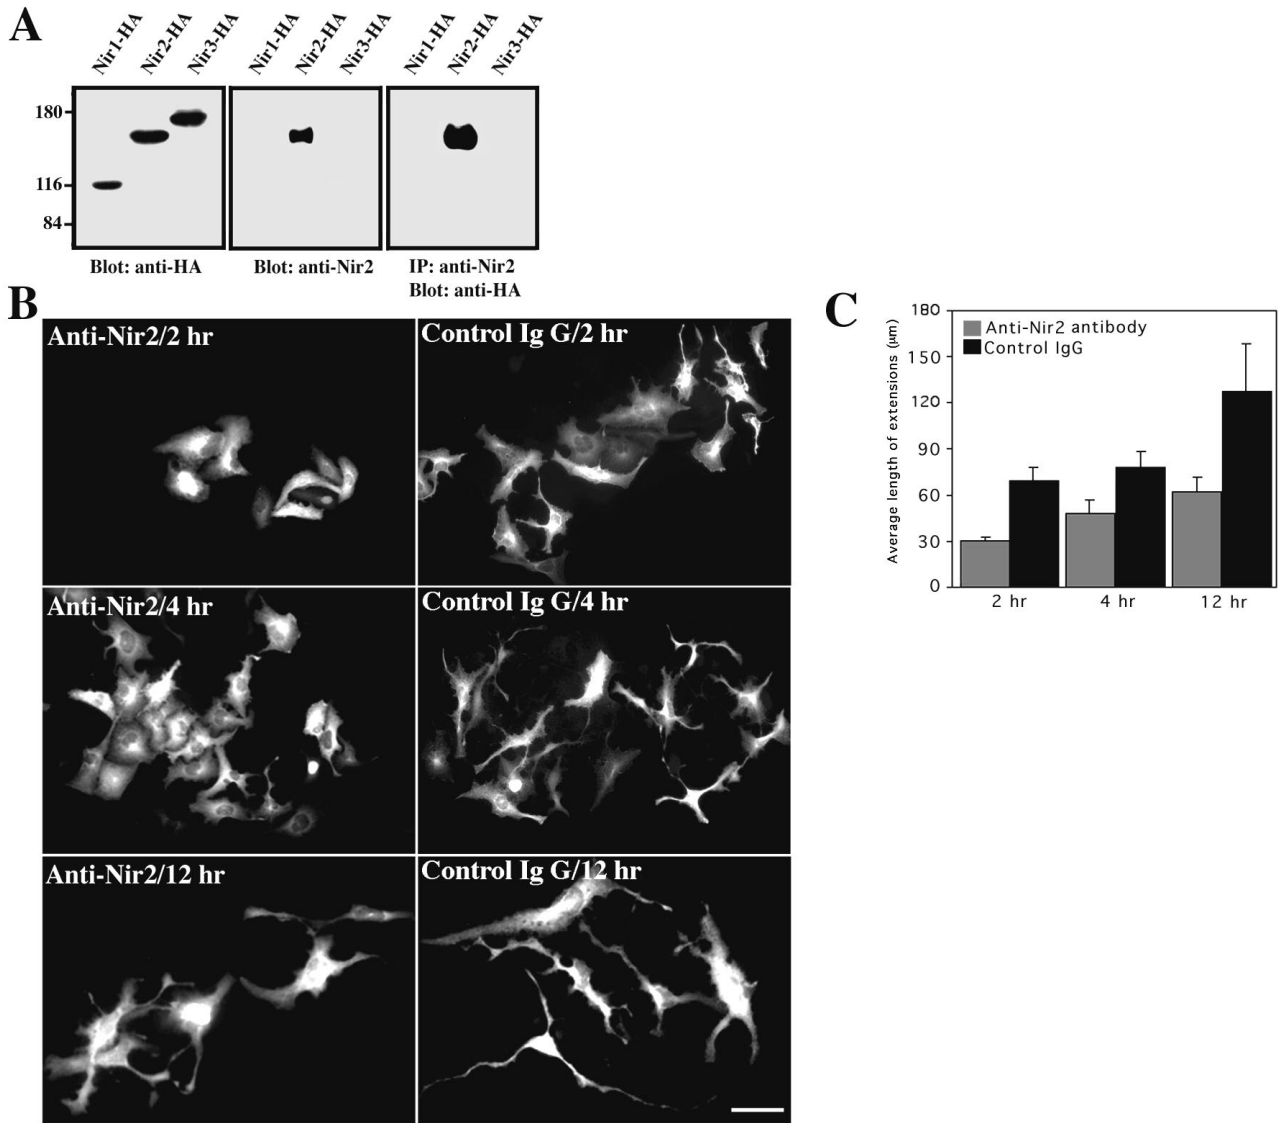 A
Nir1-HA Nir2-HA Nir3-HA Nir1-HA Nir2-HA Nir3-HA Nir1-HA Nir2-HA Nir3-HA
180
116
84
Blot: anti-HA
Blot: anti-Nir2
IP: anti-Nir2
Blot: anti-HA
B
Anti-Nir2/2 hr
Control Ig G/2 hr
Anti-Nir2/4 hr
Control Ig G/4 hr
Anti-Nir2/12 hr
Control Ig G/12 hr
C
Average length of extensions (μm)
180
150
120
90
60
30
0
Anti-Nir2 antibody
Control IgG
2 hr 4 hr 12 hr